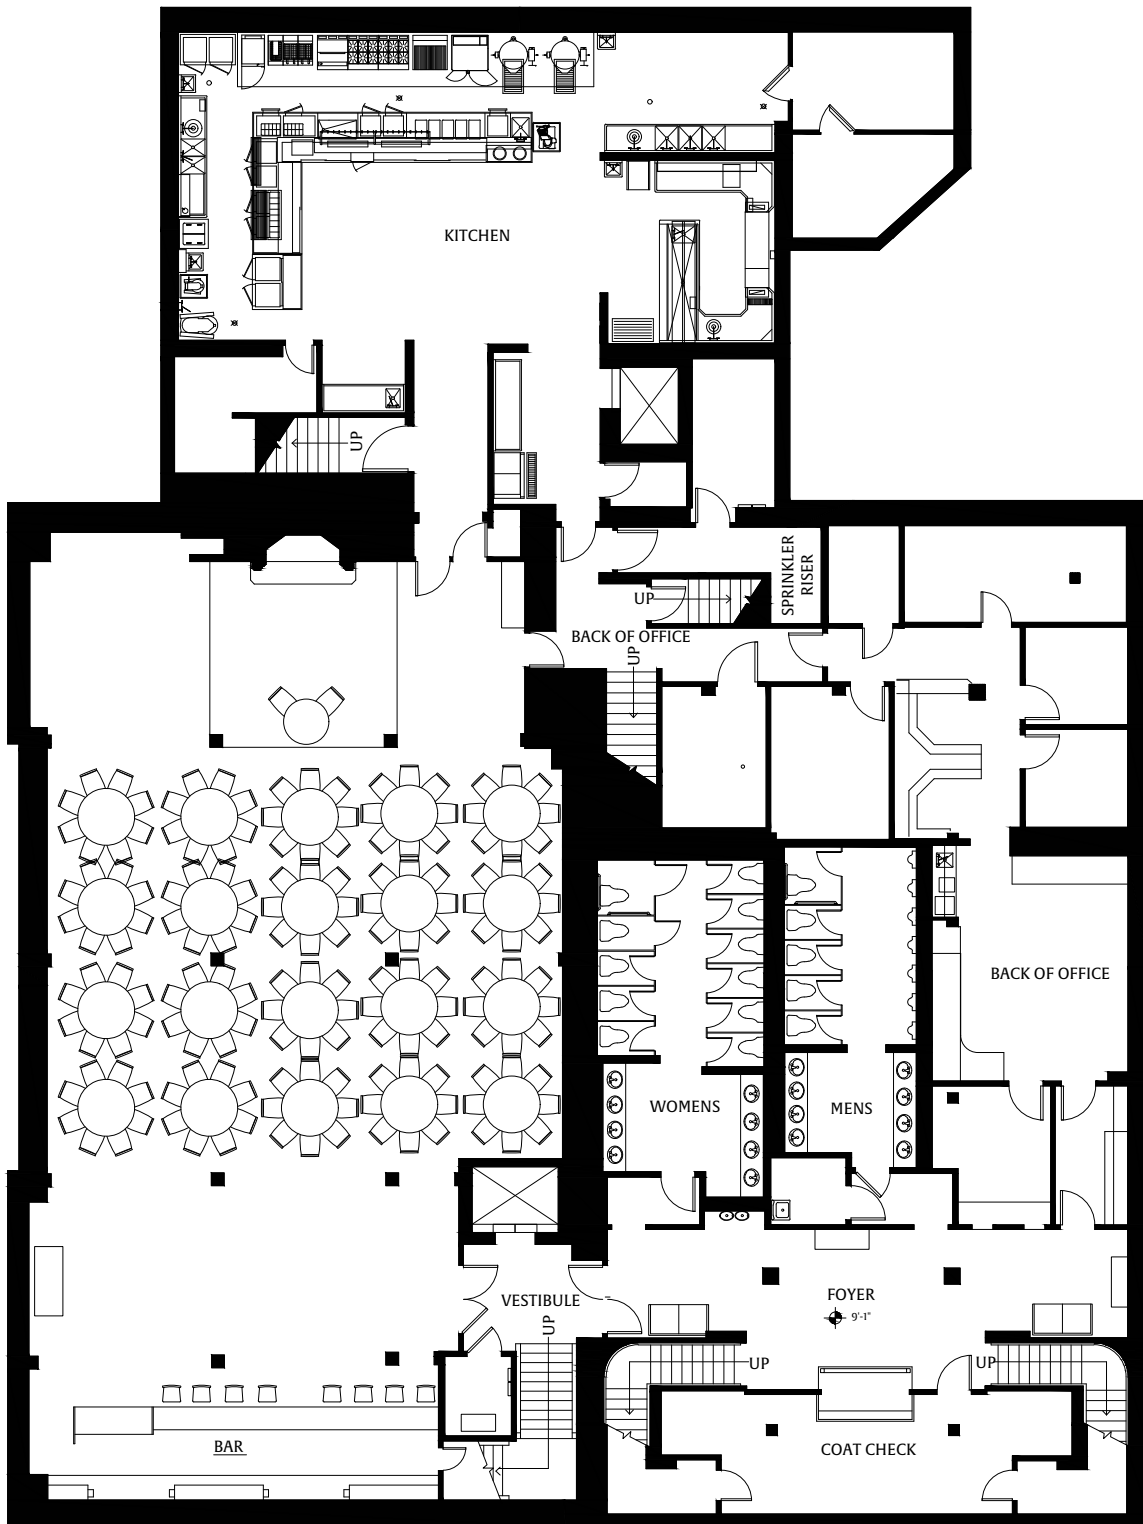 KITCHEN
UP
SPRINKLER
RISER
UP
BACK OF OFFICE
UP
BACK OF OFFICE
WOMENS
MENS
VESTIBULE
FOYER
9'-1"
UP
UP
UP
BAR
COAT CHECK